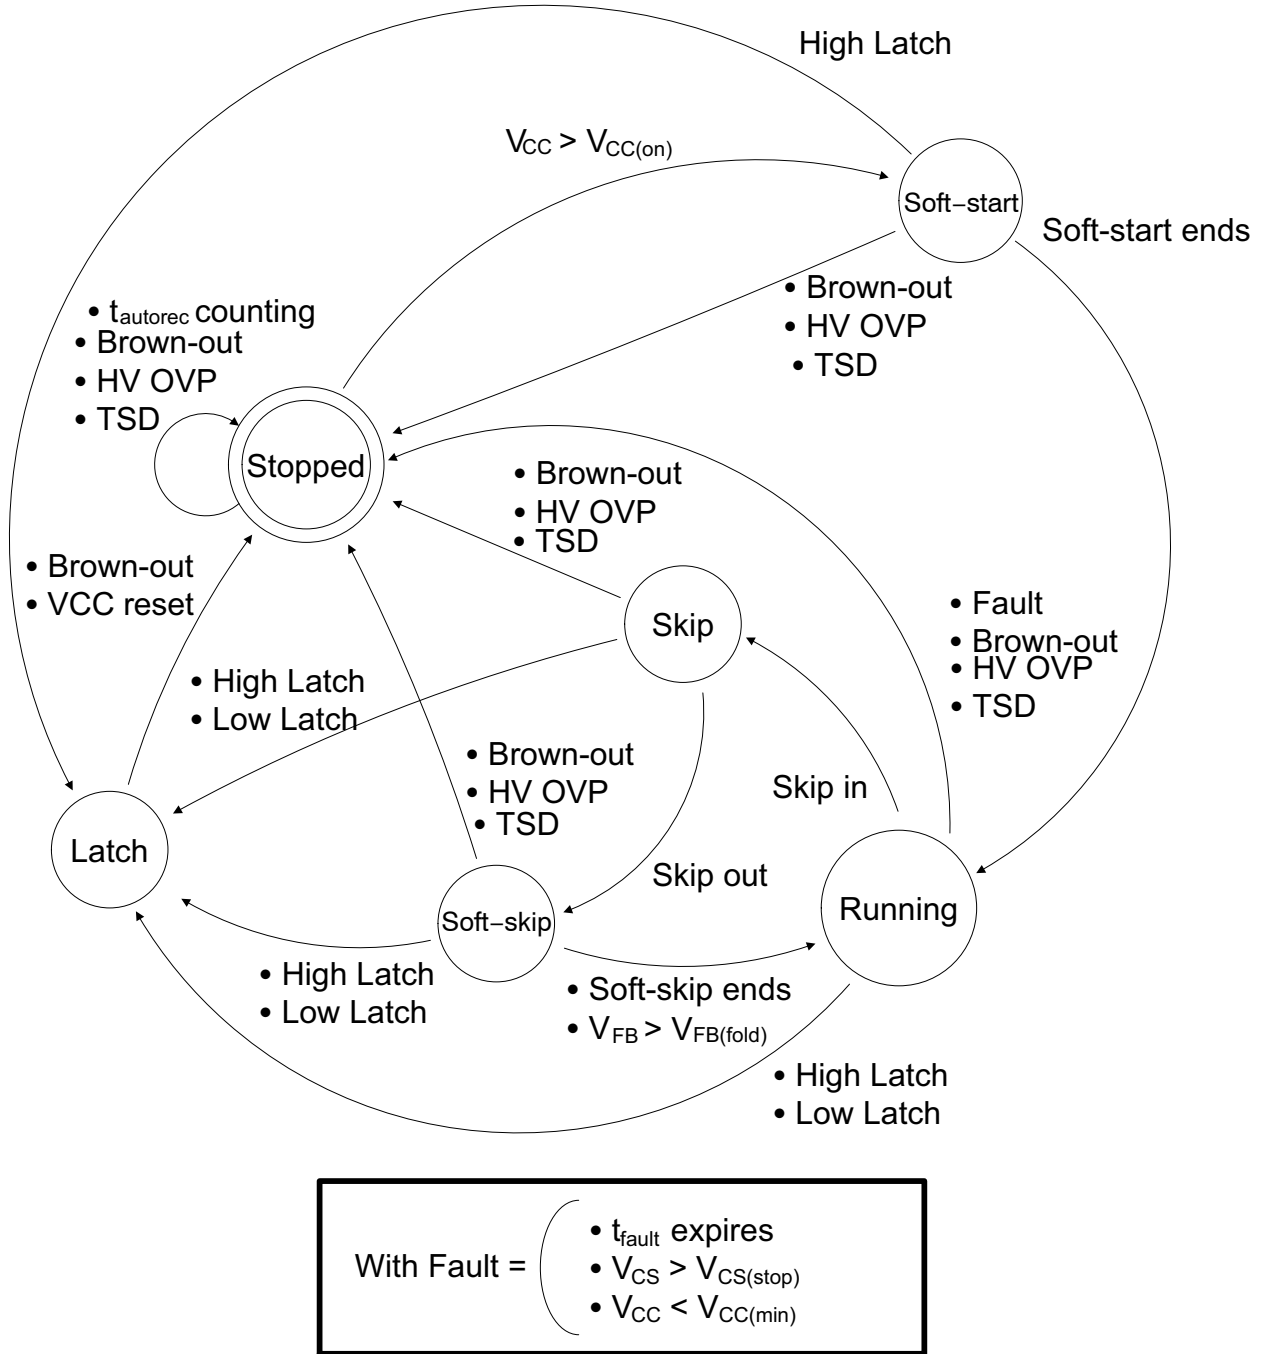 High Latch
VCC > VCC(on)
Soft−start
Soft-start ends
• Brown-out
• HV OVP
• TSD
• tautorec counting
• Brown-out
• HV OVP
• TSD
Stopped
• Brown-out
• HV OVP
• TSD
• Brown-out
• VCC reset
Skip
• Fault
• Brown-out
• HV OVP
• TSD
• High Latch
• Low Latch
• Brown-out
• HV OVP
• TSD
Skip in
Latch
Skip out
Soft−skip
Running
• High Latch
• Low Latch
• Soft-skip ends
• VFB > VFB(fold)
• High Latch
• Low Latch
With Fault =
• tfault expires
• VCS > VCS(stop)
• VCC < VCC(min)